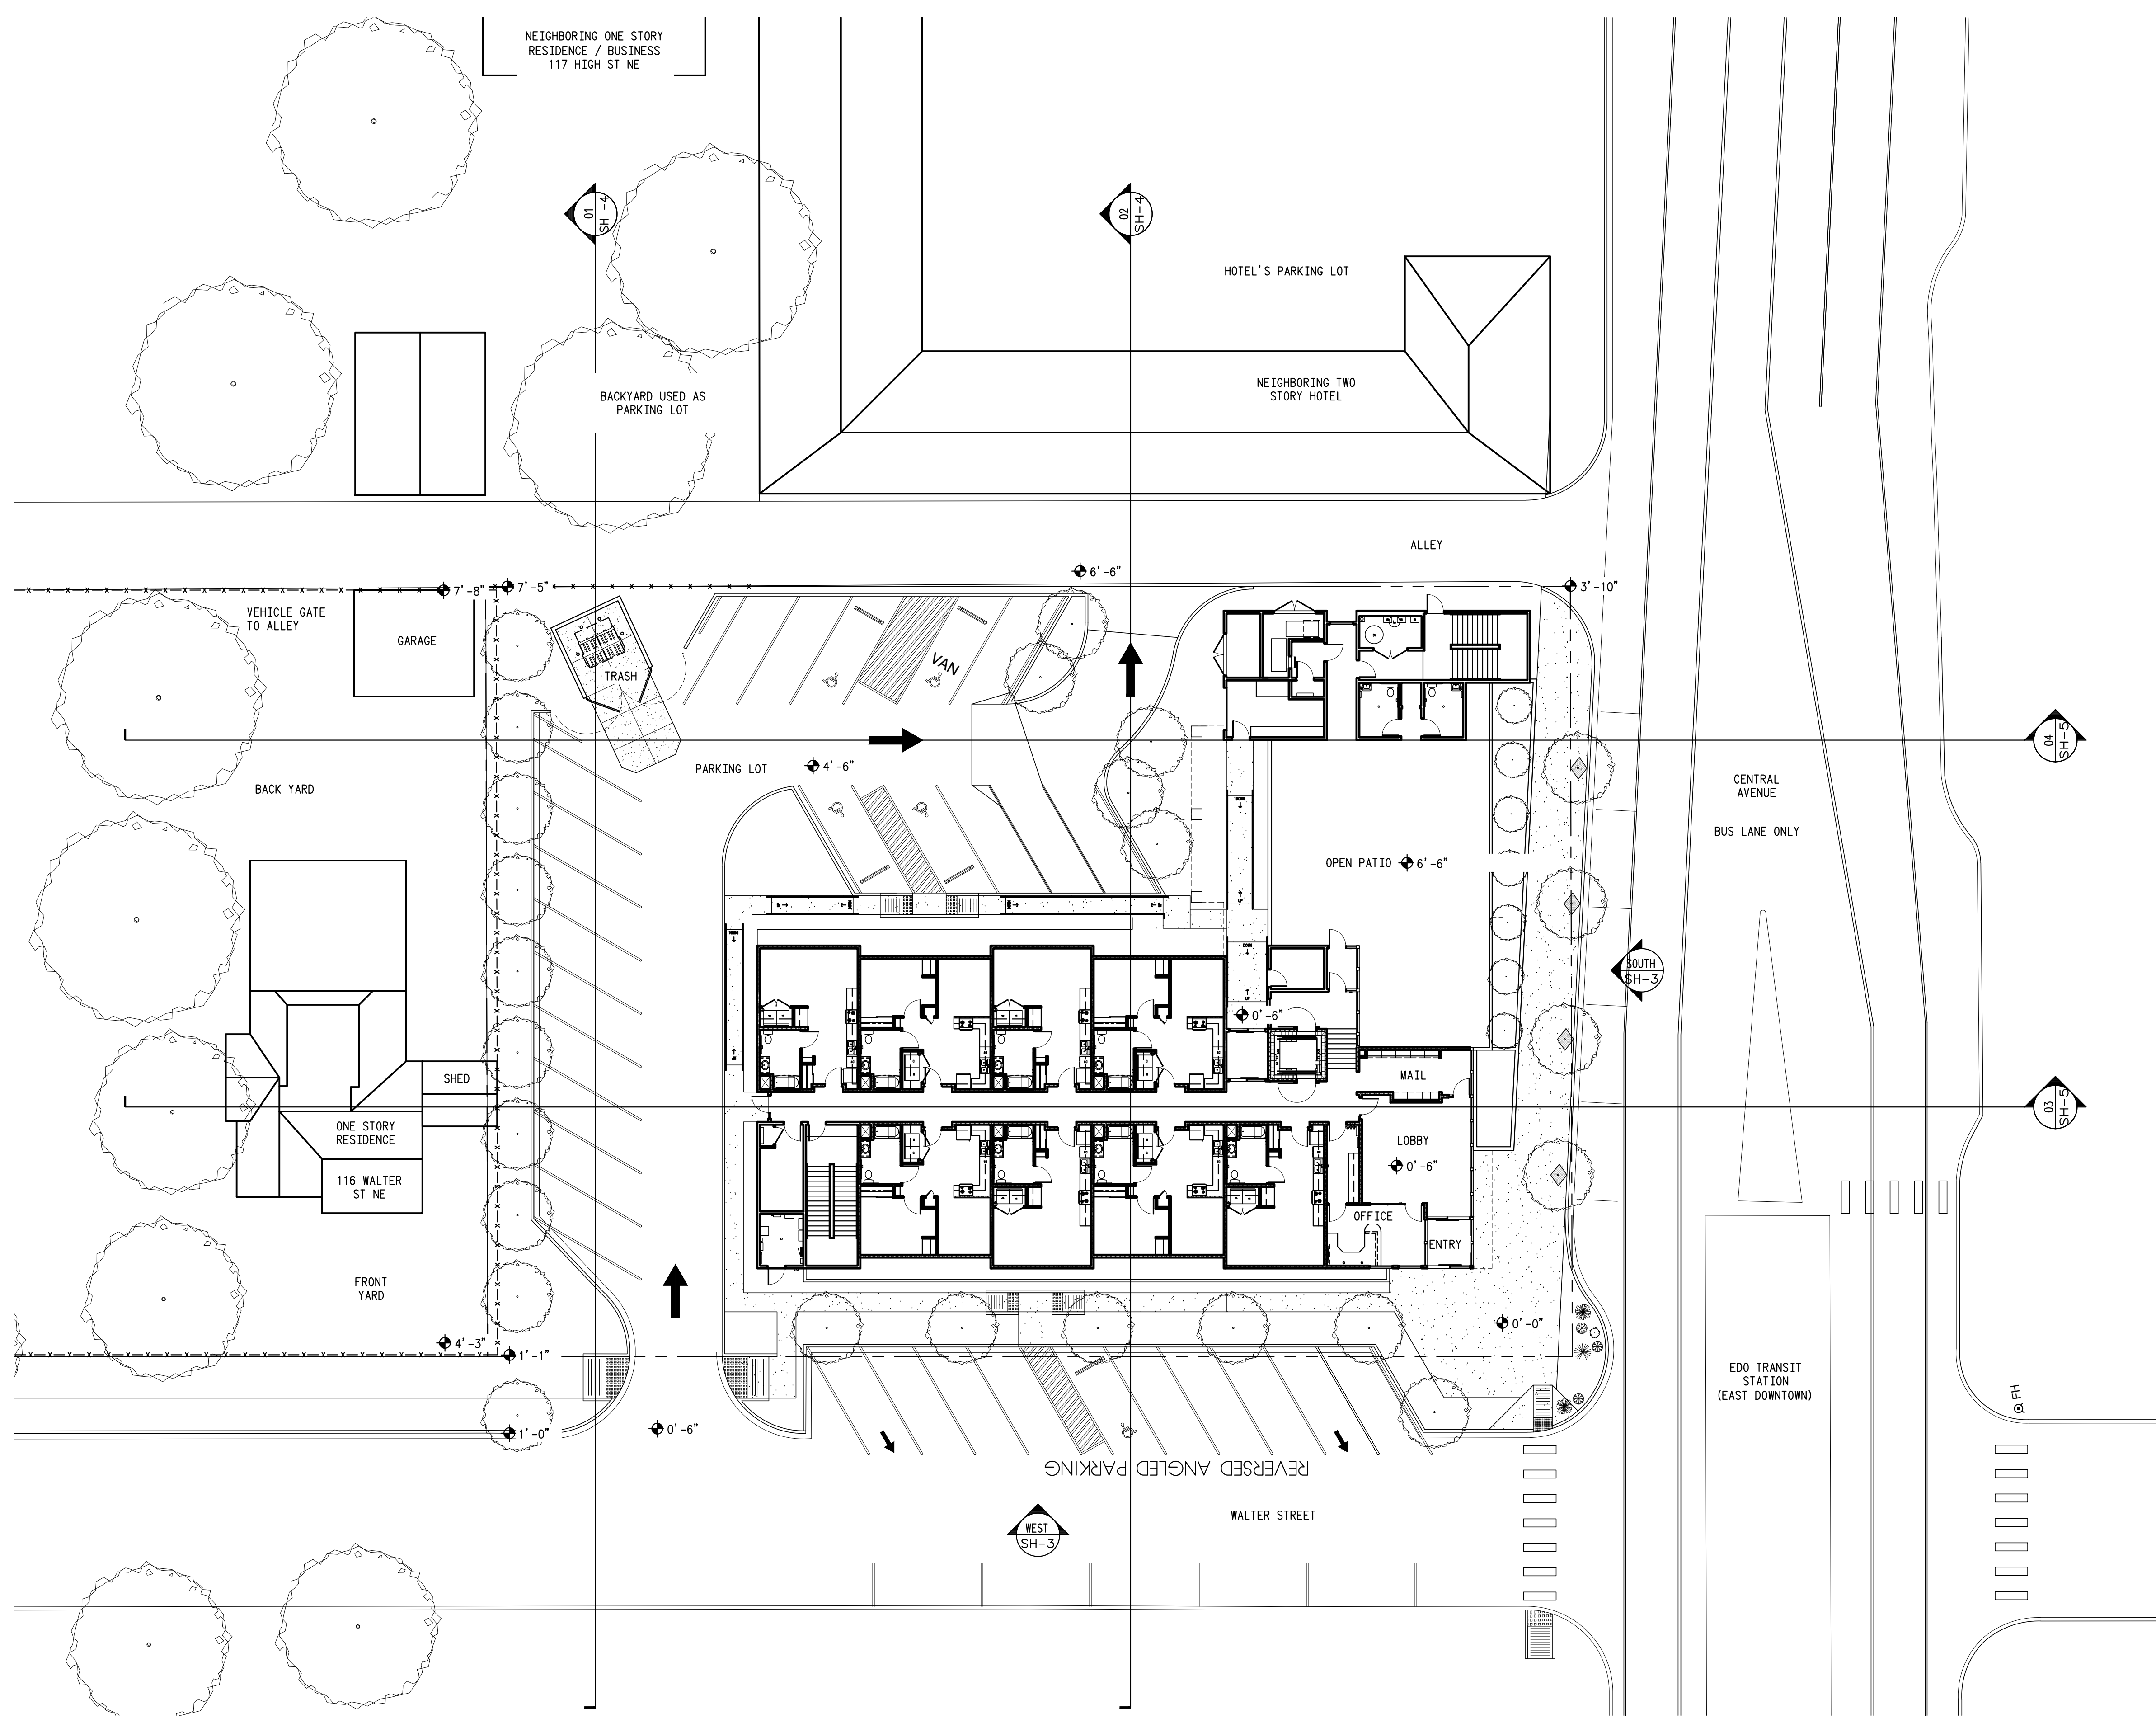 NEIGHBORING ONE STORY
RESIDENCE / BUSINESS
117 HIGH ST NE
01
SH-4
02
SH-4
HOTEL'S PARKING LOT
NEIGHBORING TWO
STORY HOTEL
BACKYARD USED AS
PARKING LOT
ALLEY
7'-8"
7'-5"
6'-6"
3'-10"
VEHICLE GATE
TO ALLEY
GARAGE
TRASH
VAN
04
SH-5
PARKING LOT
4'-6"
BACK YARD
CENTRAL
AVENUE
BUS LANE ONLY
OPEN PATIO
6'-6"
SOUTH
SH-3
0'-6"
SHED
MAIL
03
SH-5
ONE STORY
RESIDENCE
LOBBY
0'-6"
116 WALTER
ST NE
OFFICE
ENTRY
FRONT
YARD
4'-3"
1'-1"
0'-0"
EDO TRANSIT
STATION
(EAST DOWNTOWN)
FH
1'-0"
0'-6"
REVERSED ANGLED PARKING
WALTER STREET
WEST
SH-3